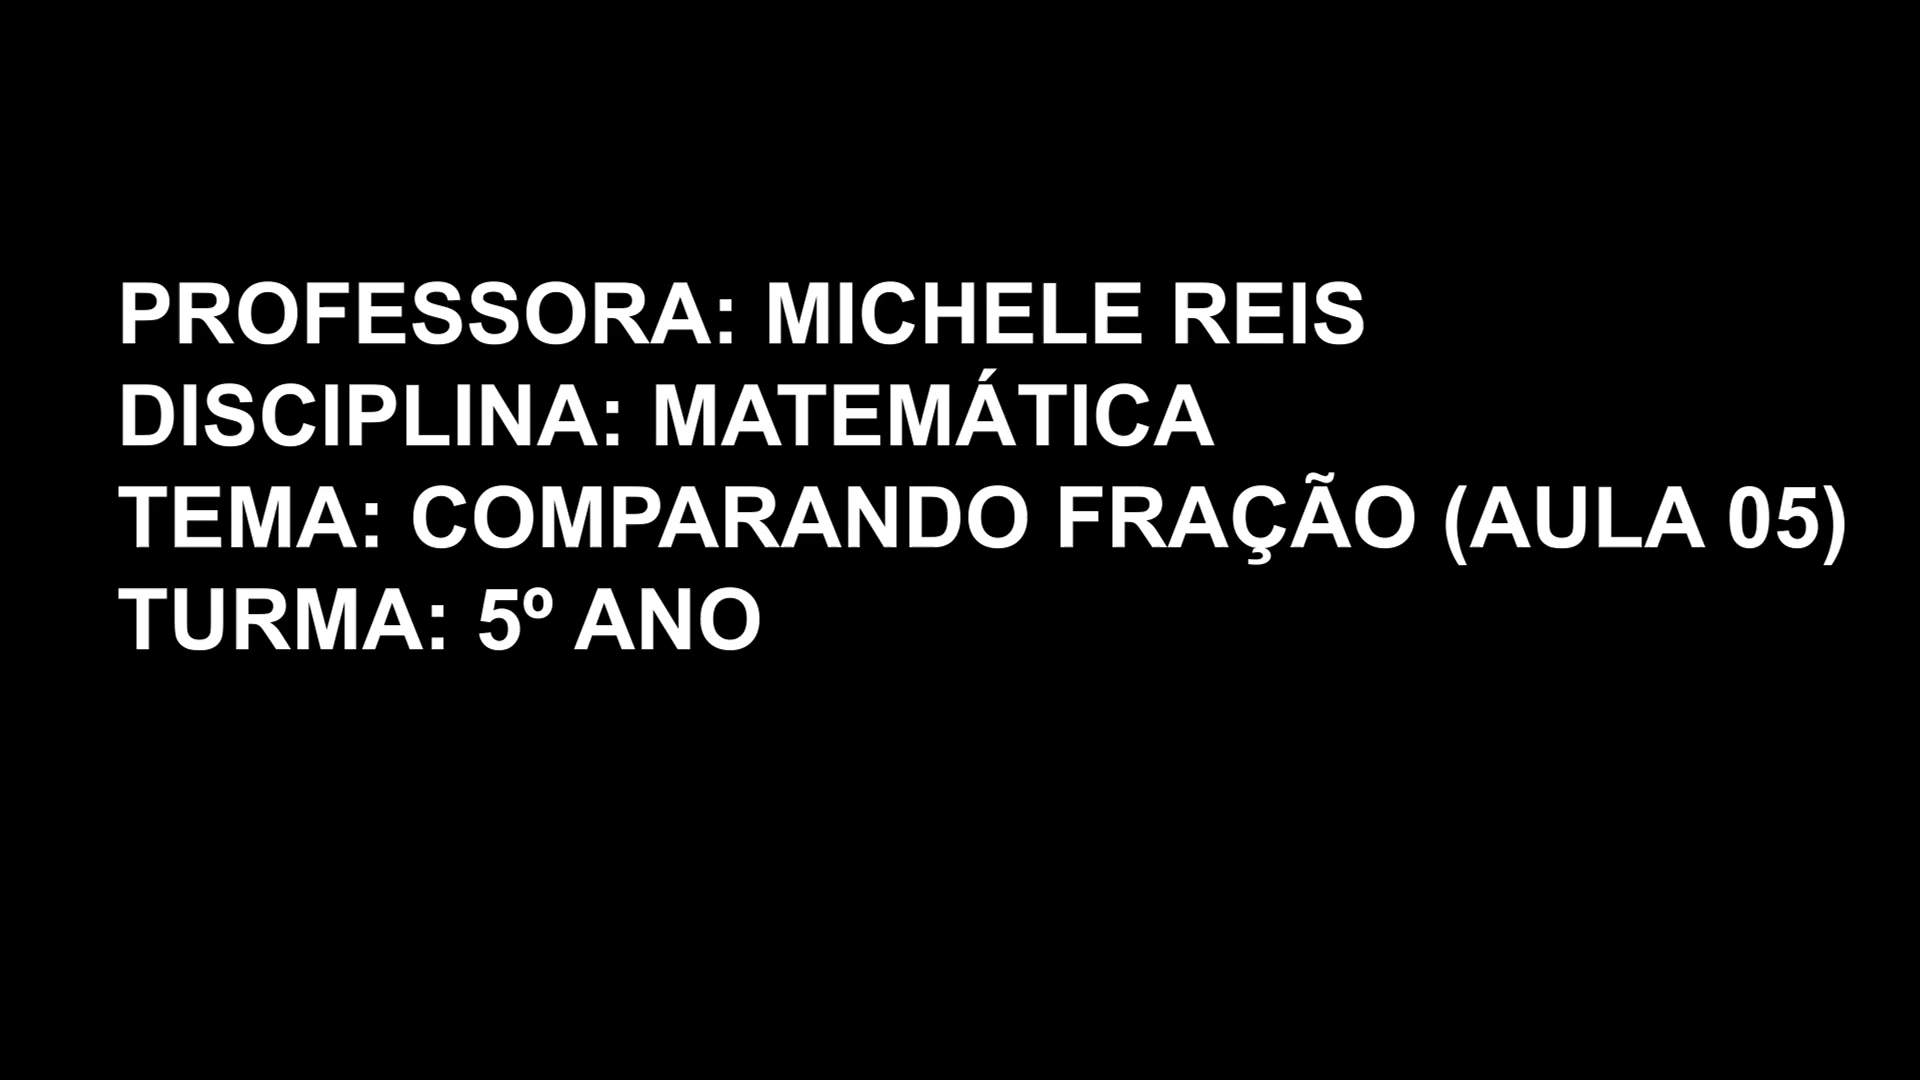 PROFESSORA: MICHELE REIS
DISCIPLINA: MATEMÁTICA
TEMA: COMPARANDO FRAÇÃO (AULA 05)
TURMA: 5º ANO